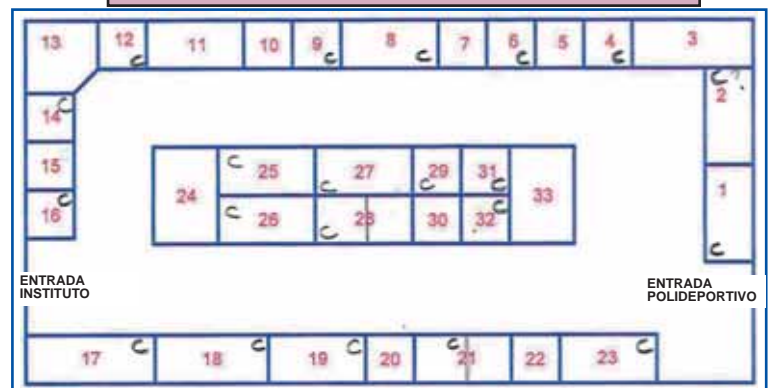 13 12 11 10 9 8 7 6 5 4 3
c c c c c
c?
14 c 2
15 c 25 27 29 31
24 c c c 33 1
16 c c 26 28 30 32 c
c c
ENTRADA
INSTITUTO
ENTRADA
POLIDEPORTIVO
17 c 18 c 19 c 20 c 21 22 23 c